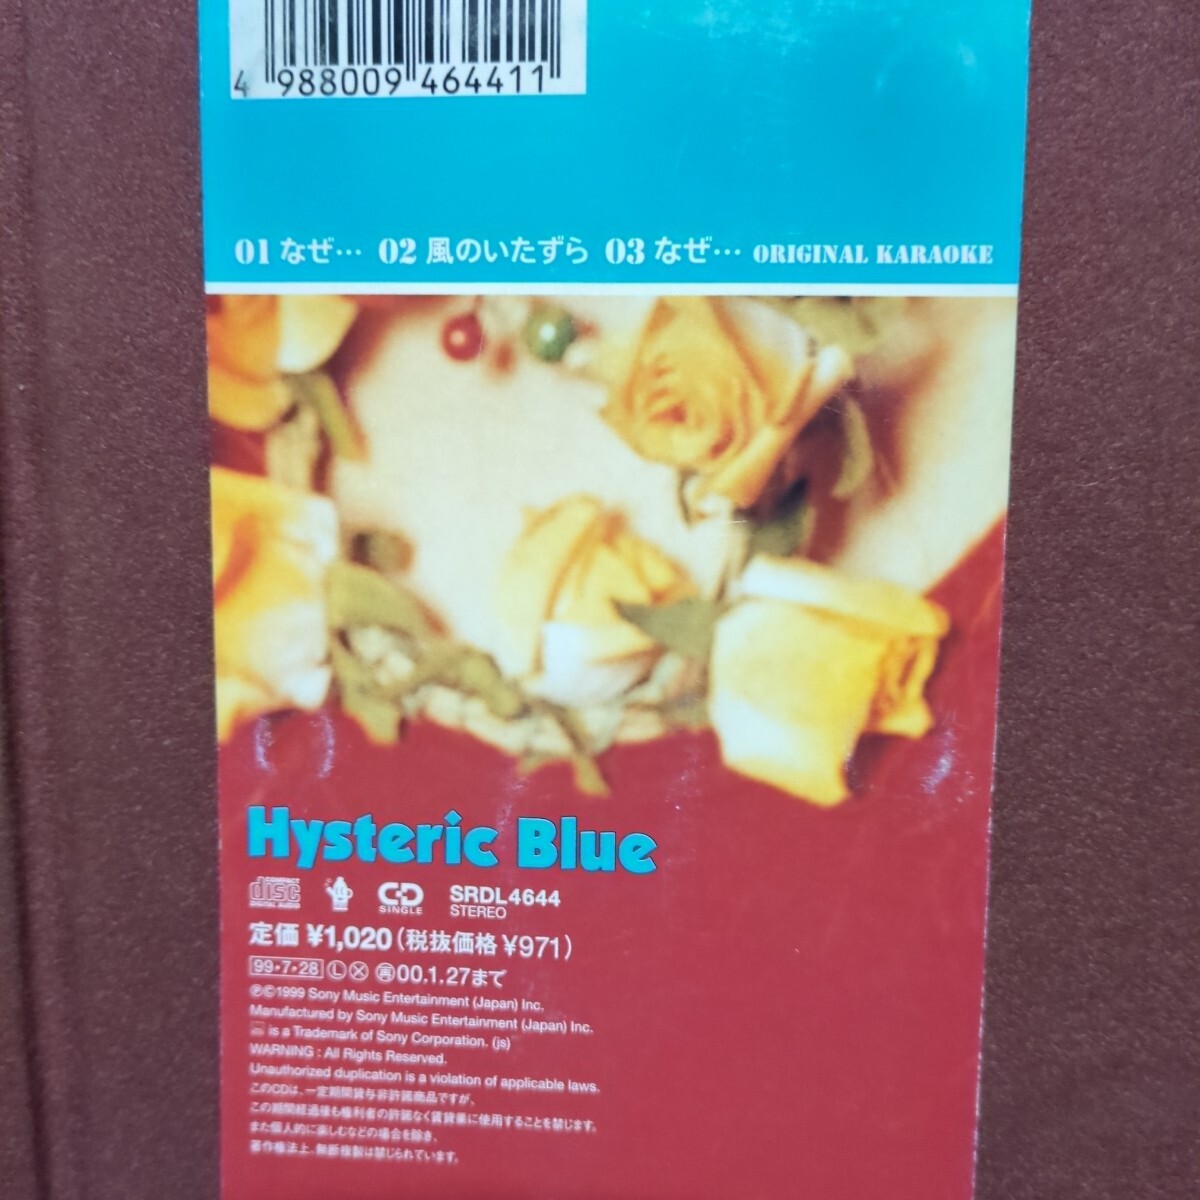 4 988009 464411
01 なぜ… 02 風のいたずら 03 なぜ… ORIGINAL KARAOKE
Hysteric Blue
COMPACT disc DIGITAL AUDIO CD SINGLE SRDL4644
STEREO
定価 ¥1,020(税抜価格¥971)
99・7・28 Ⓛ Ⓧ ㊢00.1.27まで
℗©1999 Sony Music Entertainment (Japan) Inc.
Manufactured by Sony Music Entertainment (Japan) Inc.
is a Trademark of Sony Corporation. (js)
WARNING : All Rights Reserved.
Unauthorized duplication is a violation of applicable laws.
このCDは、一定期間貸与非許諾商品ですが、
この期間経過後も権利者の許諾なく賃貸業に使用することを禁じます。
また個人的に楽しむなどの場合を除き、
著作権法上、無断複製は禁じられています。